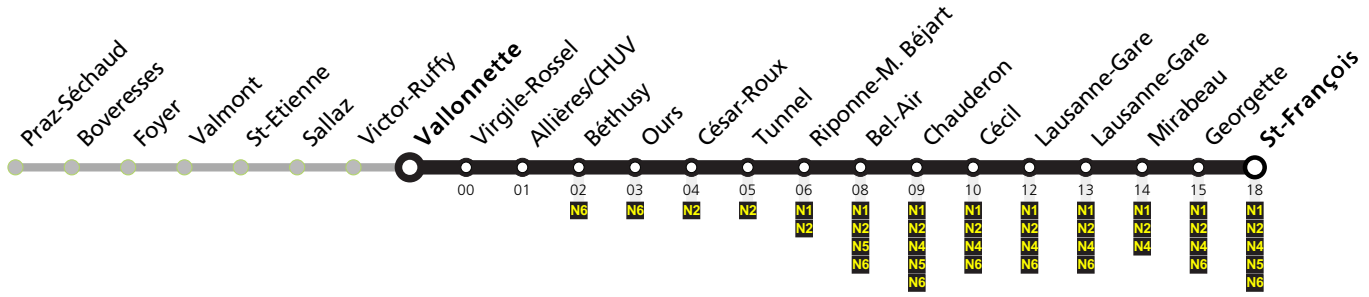 Praz-Séchaud
Boveresses
Foyer
Valmont
St-Etienne
Sallaz
Victor-Ruffy
Vallonnette
Virgile-Rossel
Allières/CHUV
Béthusy
Ours
César-Roux
Tunnel
Riponne-M. Béjart
Bel-Air
Chauderon
Cécil
Lausanne-Gare
Lausanne-Gare
Mirabeau
Georgette
St-François
00 01 02 03 04 05 06 08 09 10 12 13 14 15 18
N6 N6 N2 N2 N1 N1 N1 N1 N1 N1 N1 N1 N1
N2 N2 N2 N2 N2 N2 N2 N2 N2
N5 N4 N4 N4 N4 N4 N4 N4
N6 N5 N6 N6 N6 N6 N5
N6 N6